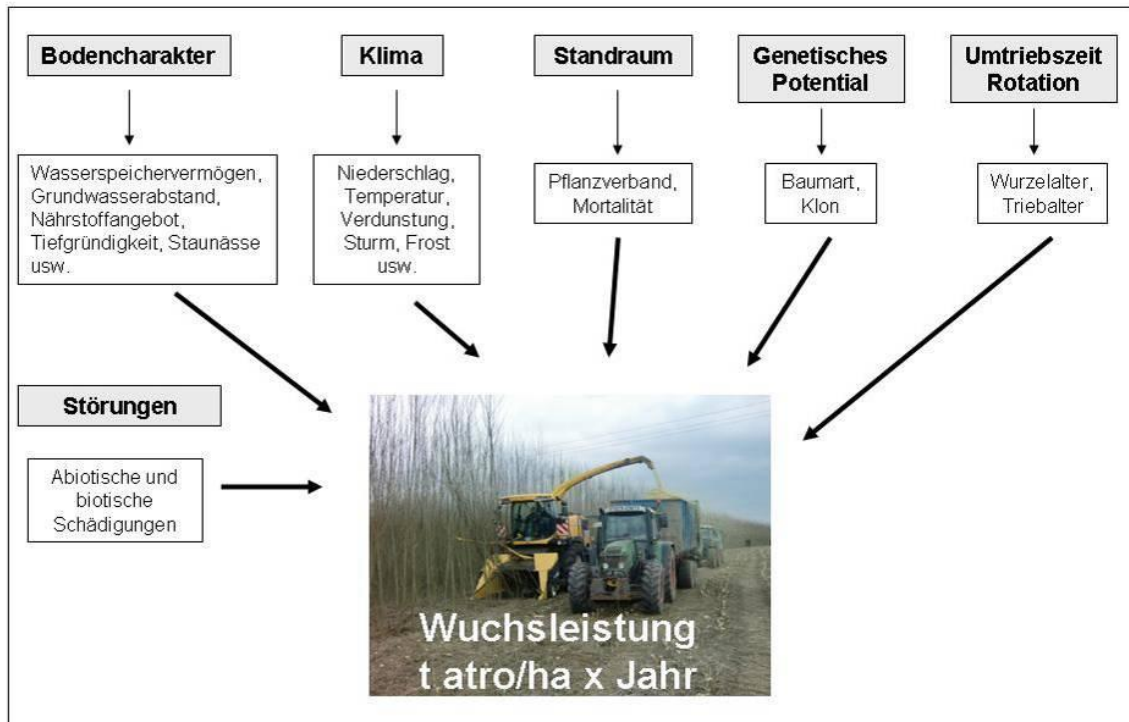 Bodencharakter
Klima
Standraum
Genetisches
Potential
Umtriebszeit
Rotation
Wasserspeichervermögen,
Grundwasserabstand,
Nährstoffangebot,
Tiefgründigkeit, Staunässe
usw.
Niederschlag,
Temperatur,
Verdunstung,
Sturm, Frost
usw.
Pflanzverband,
Mortalität
Baumart,
Klon
Wurzelalter,
Triebalter
Störungen
Abiotische und
biotische
Schädigungen
Wuchsleistung
t atro/ha x Jahr